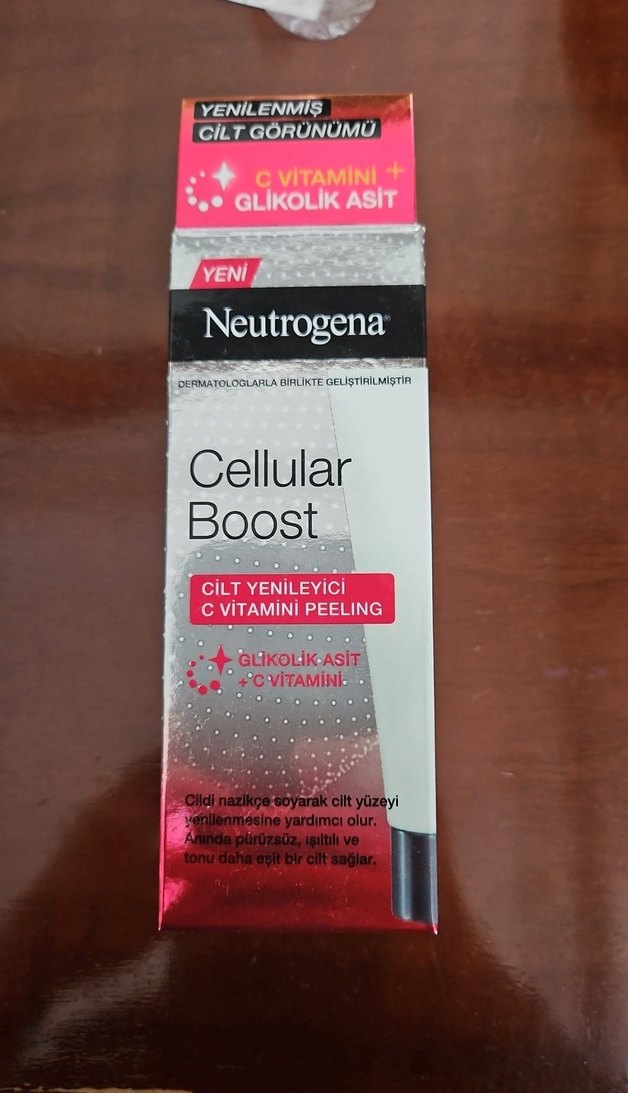 YENİLENMİŞ
CİLT GÖRÜNÜMÜ
C VİTAMİNİ +
GLİKOLİK ASİT
YENİ
Neutrogena®
DERMATOLOGLARLA BİRLİKTE GELİŞTİRİLMİŞTİR
Cellular
Boost
CİLT YENİLEYİCİ
C VİTAMİNİ PEELING
GLİKOLİK ASİT
+ C VİTAMİNİ
Cildi nazikçe soyarak cilt yüzeyi
yenilenmesine yardımcı olur.
Anında pürüzsüz, ışıltılı ve
tonu daha eşit bir cilt sağlar.